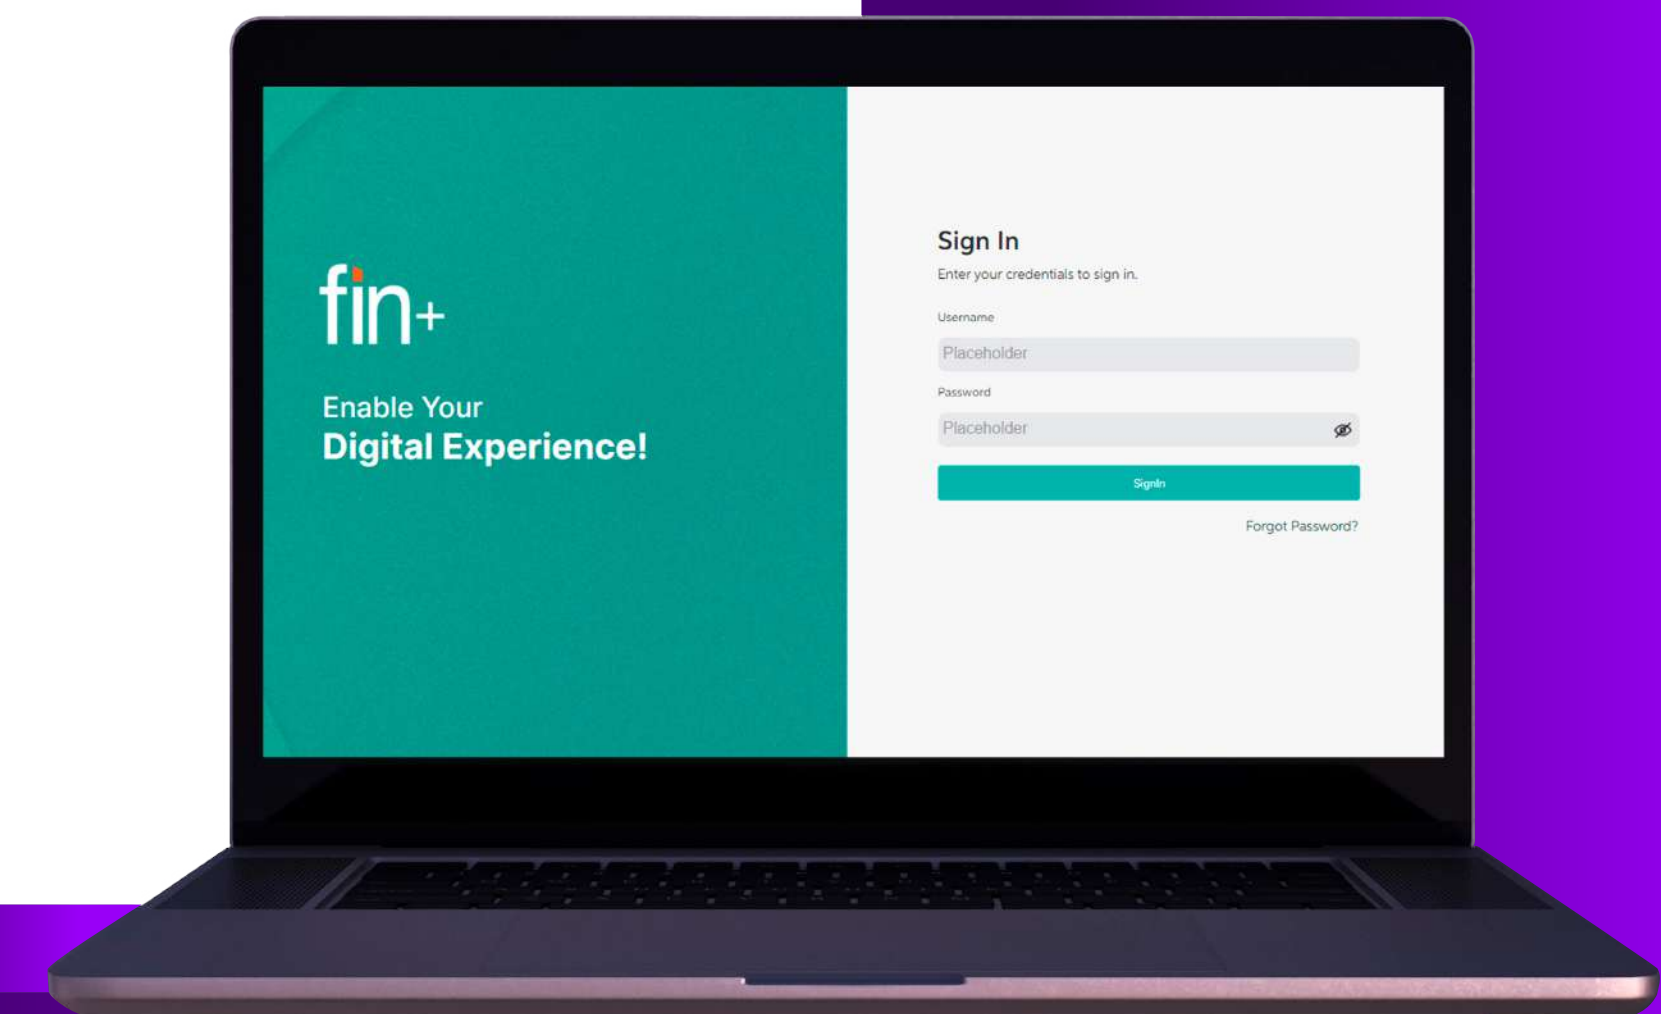 fin+
Enable Your
Digital Experience!
Sign In
Enter your credentials to sign in.
Username
Placeholder
Password
Placeholder
SignIn
Forgot Password?